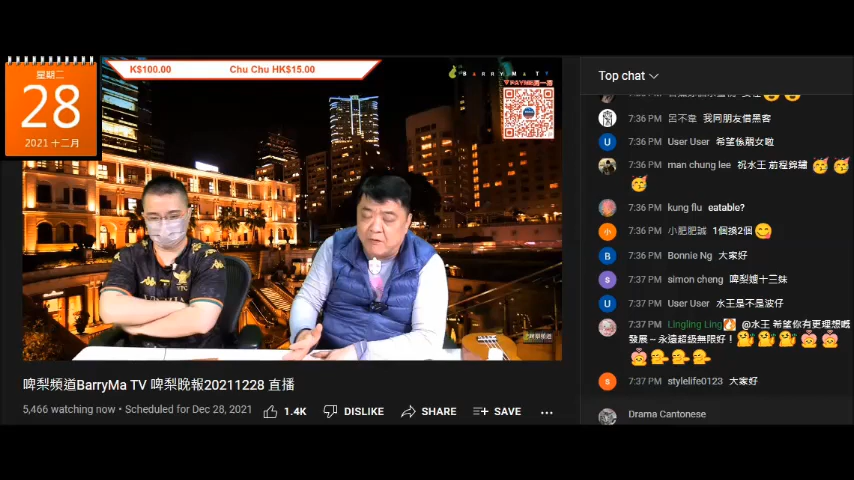 星期二
28
2021 十二月
K$100.00 Chu Chu HK$15.00
BARRYMA TV
啤梨頻道
啤梨頻道BarryMa TV 啤梨晚報20211228 直播
5,466 watching now • Scheduled for Dec 28, 2021
1.4K DISLIKE SHARE SAVE
Top chat
7:36 PM 呂不韋 我同朋友借黑客
7:36 PM User User 希望係靚女啦
7:36 PM man chung lee 祝水王 前程錦繡
7:36 PM kung flu eatable?
7:36 PM 小肥肥誠 1個換2個
7:36 PM Bonnie Ng 大家好
7:36 PM simon cheng 啤梨嫂十三妹
7:37 PM User User 水王是不是波仔
7:37 PM Lingling Ling @水王 希望你有更理想嘅
發展～永遠超級無限好！
7:37 PM stylelife0123 大家好
Drama Cantonese